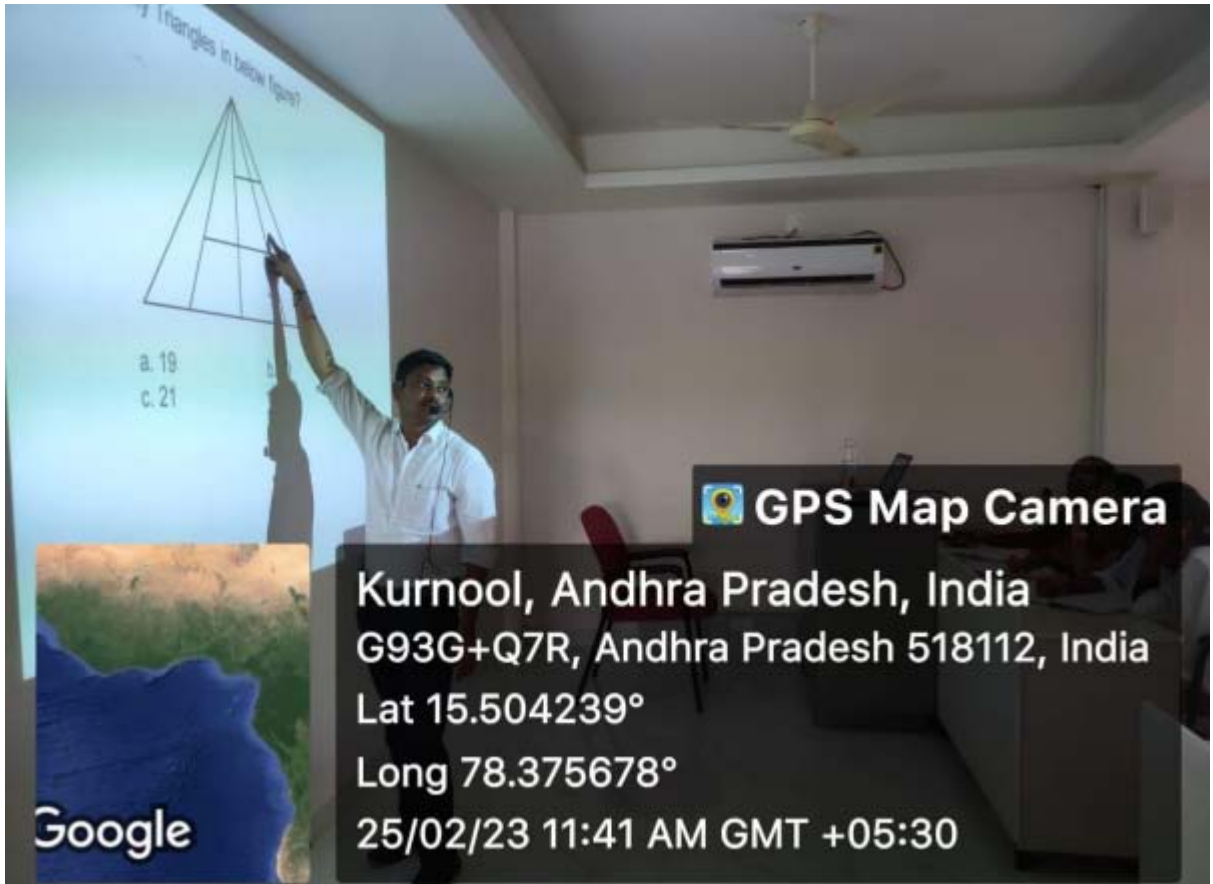 Triangles in below figure?
a. 19
c. 21
GPS Map Camera
Kurnool, Andhra Pradesh, India
G93G+Q7R, Andhra Pradesh 518112, India
Lat 15.504239°
Long 78.375678°
25/02/23 11:41 AM GMT +05:30
Google